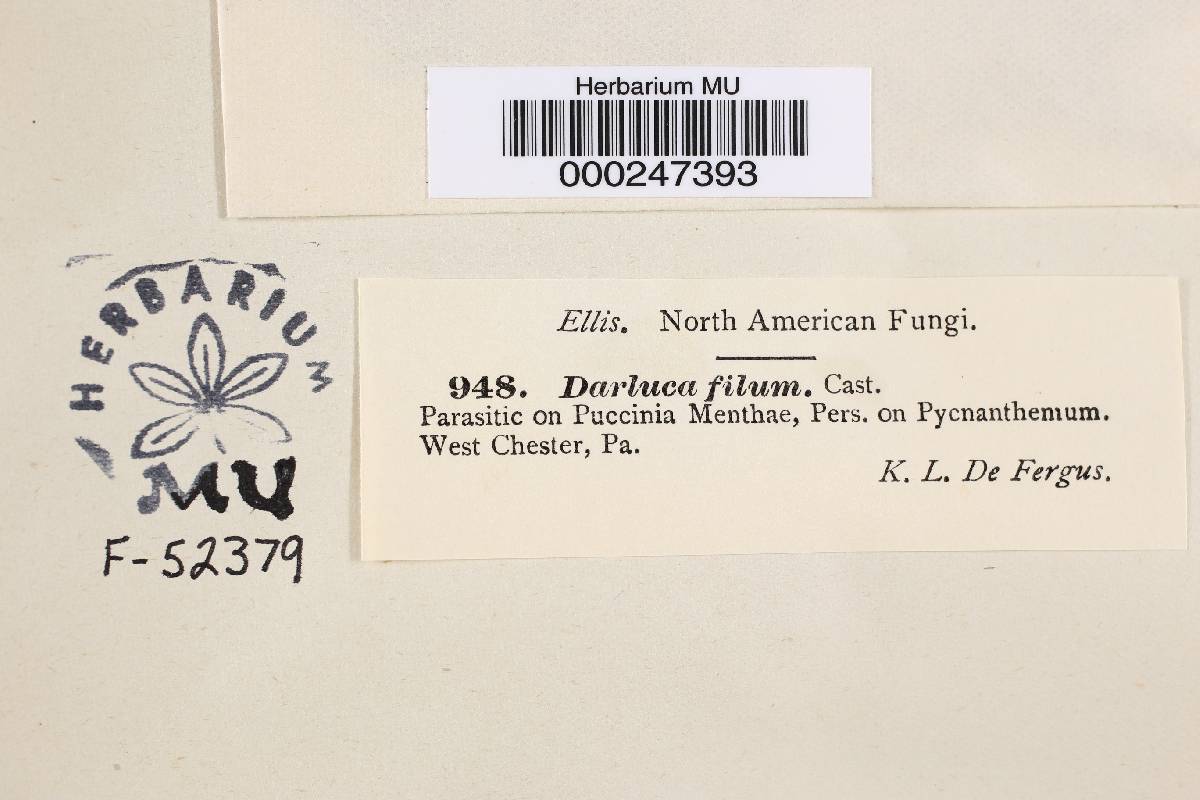 Herbarium MU
000247393
HERBARIUM
MU
F-52379
Ellis. North American Fungi.
948. Darluca filum. Cast.
Parasitic on Puccinia Menthae, Pers. on Pycnanthemum.
West Chester, Pa.
K. L. De Fergus.